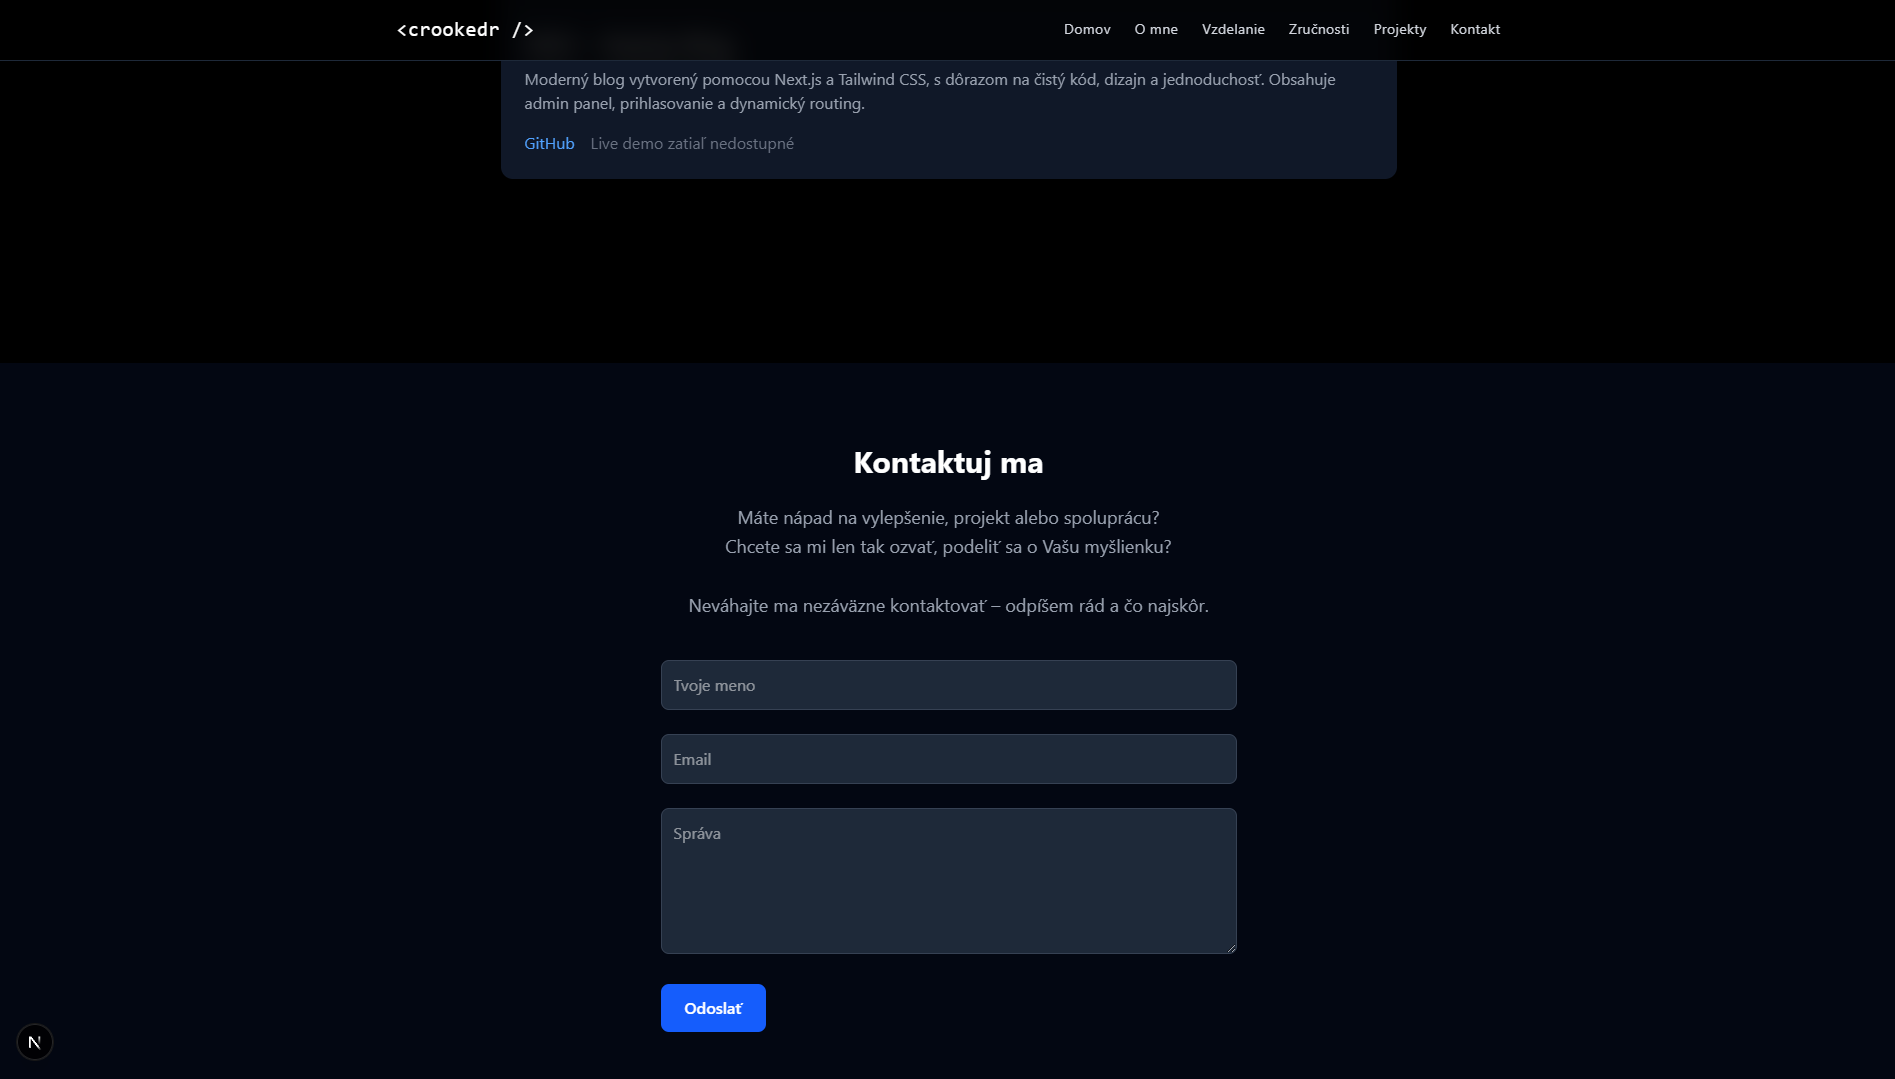 <crookedr />
Domov O mne Vzdelanie Zručnosti Projekty Kontakt
Moderný blog vytvorený pomocou Next.js a Tailwind CSS, s dôrazom na čistý kód, dizajn a jednoduchosť. Obsahuje
admin panel, prihlasovanie a dynamický routing.
GitHub Live demo zatiaľ nedostupné
Kontaktuj ma
Máte nápad na vylepšenie, projekt alebo spoluprácu?
Chcete sa mi len tak ozvať, podeliť sa o Vašu myšlienku?
Neváhajte ma nezáväzne kontaktovať – odpíšem rád a čo najskôr.
Tvoje meno
Email
Správa
Odoslať
N